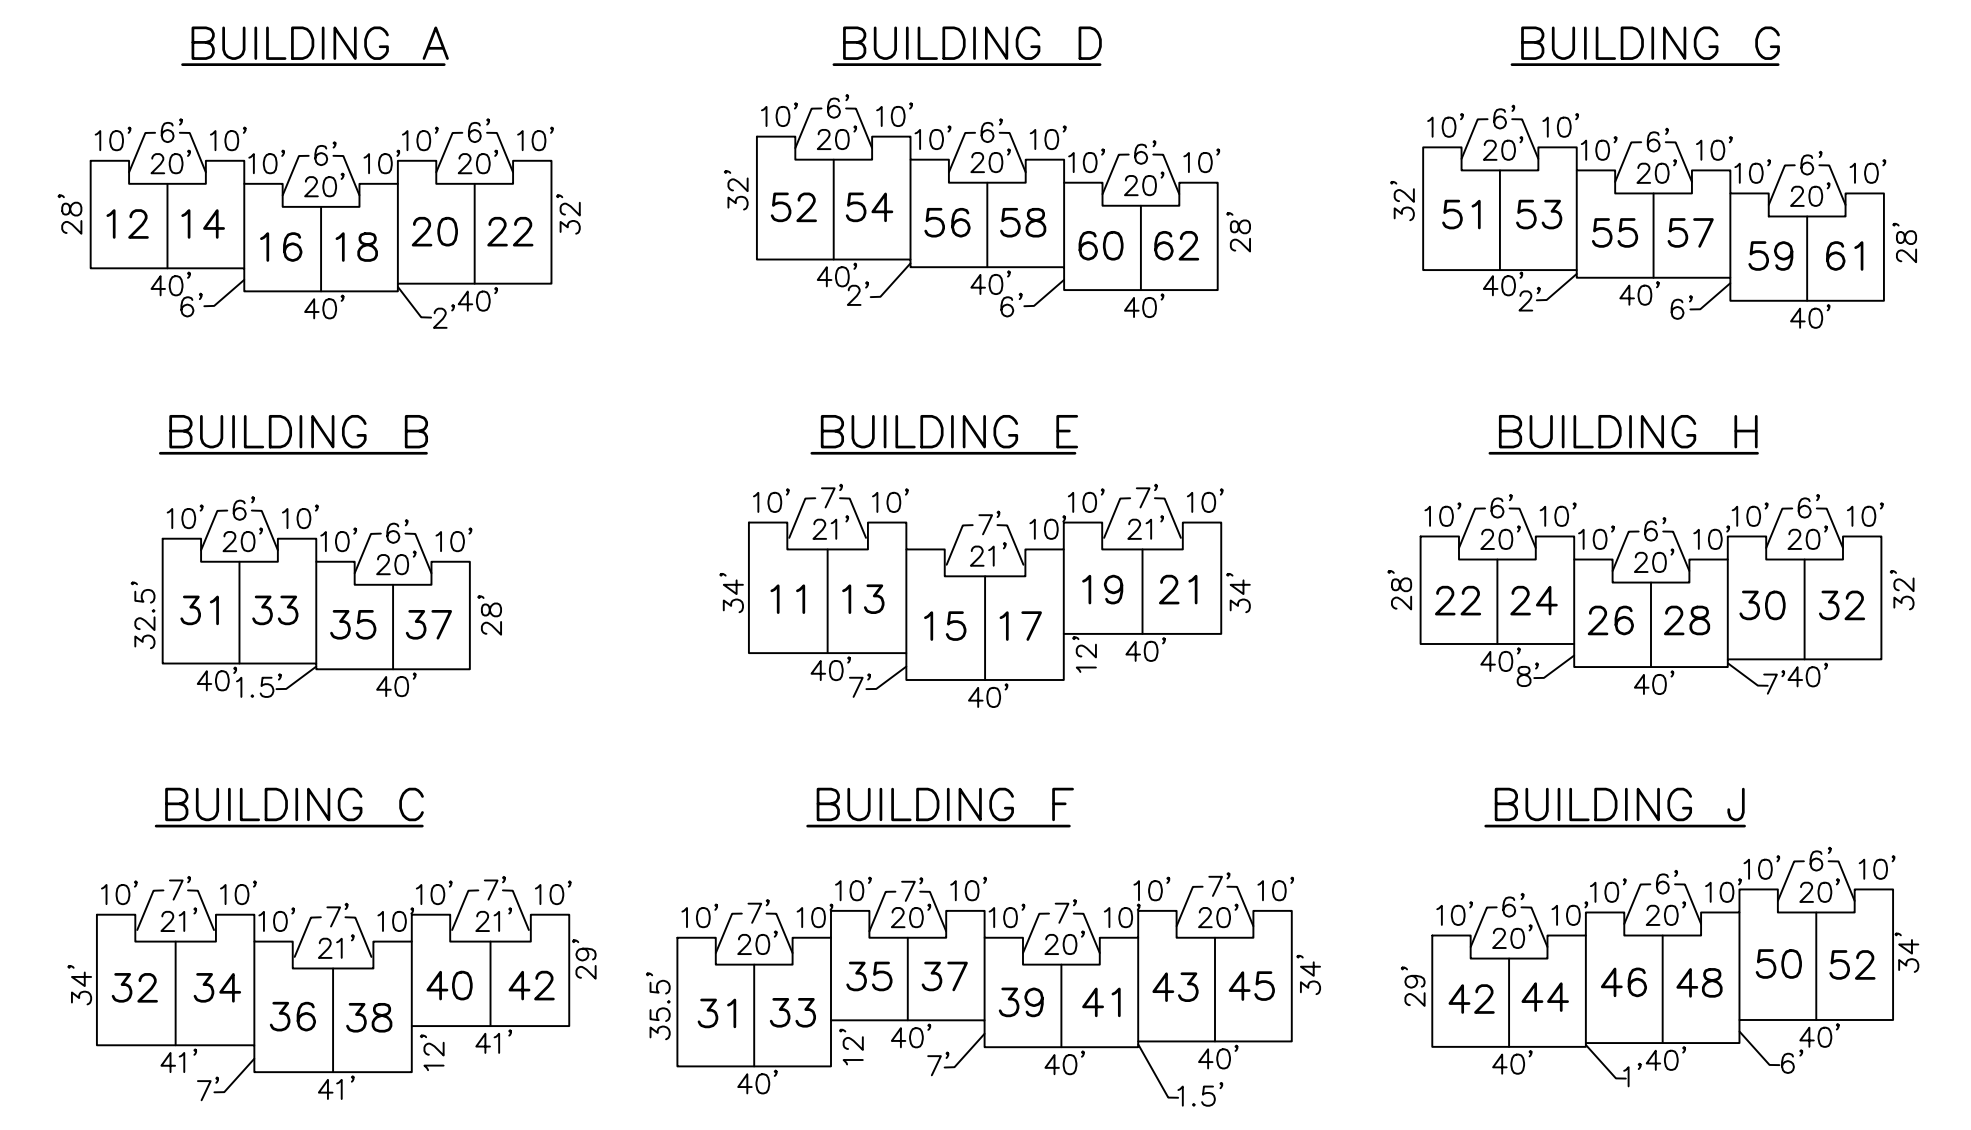 BUILDING A
10' 6' 10' 10' 6' 10' 10' 6' 10'
20' 20' 20'
28' 12 14 16 18 20 22 32'
40' 6' 40' 2' 40'
BUILDING D
10' 6' 10' 10' 6' 10' 10' 6' 10'
20' 20' 20'
32' 52 54 56 58 60 62 28'
40' 2' 40' 6' 40'
BUILDING G
10' 6' 10' 10' 6' 10' 10' 6' 10'
20' 20' 20'
32' 51 53 55 57 59 61 28'
40' 2' 40' 6' 40'
BUILDING B
10' 6' 10' 10' 6' 10'
20' 20'
32.5' 31 33 35 37 28'
40' 1.5' 40'
BUILDING E
10' 7' 10' 7' 10' 10' 7' 10'
21' 21' 21'
34' 11 13 15 17 19 21 34'
40' 7' 40' 12' 40'
BUILDING H
10' 6' 10' 10' 6' 10' 10' 6' 10'
20' 20' 20'
28' 22 24 26 28 30 32 32'
40' 8' 40' 7' 40'
BUILDING C
10' 7' 10' 10' 7' 10' 10' 7' 10'
21' 21' 21'
34' 32 34 36 38 40 42 29'
41' 7' 41' 12' 41'
BUILDING F
10' 7' 10' 10' 7' 10' 10' 7' 10' 10' 7' 10'
20' 20' 20' 20'
35.5' 31 33 35 37 39 41 43 45 34'
40' 12' 40' 7' 40' 1.5' 40'
BUILDING J
10' 6' 10' 10' 6' 10' 10' 6' 10'
20' 20' 20'
29' 42 44 46 48 50 52 34'
40' 1' 40' 6' 40'